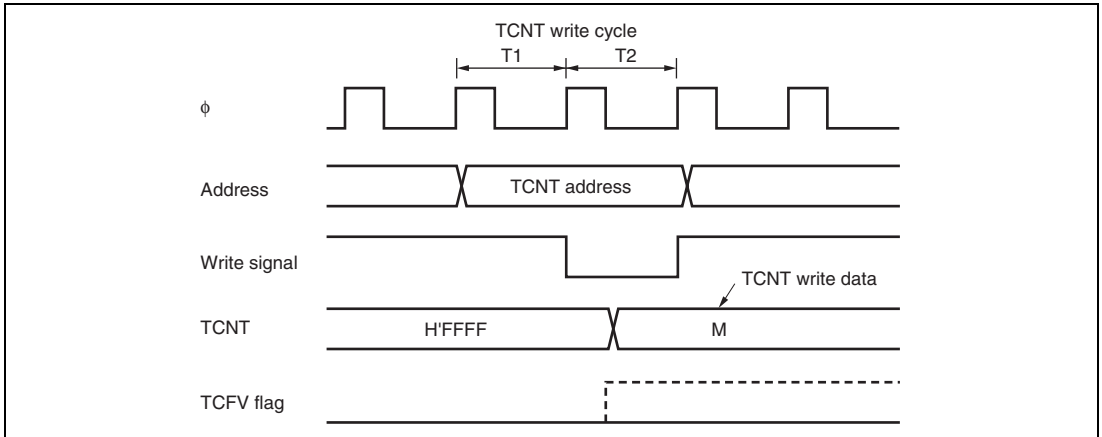 TCNT write cycle
T1 T2
ϕ
Address
TCNT address
Write signal
TCNT write data
TCNT
H'FFFF
M
TCFV flag